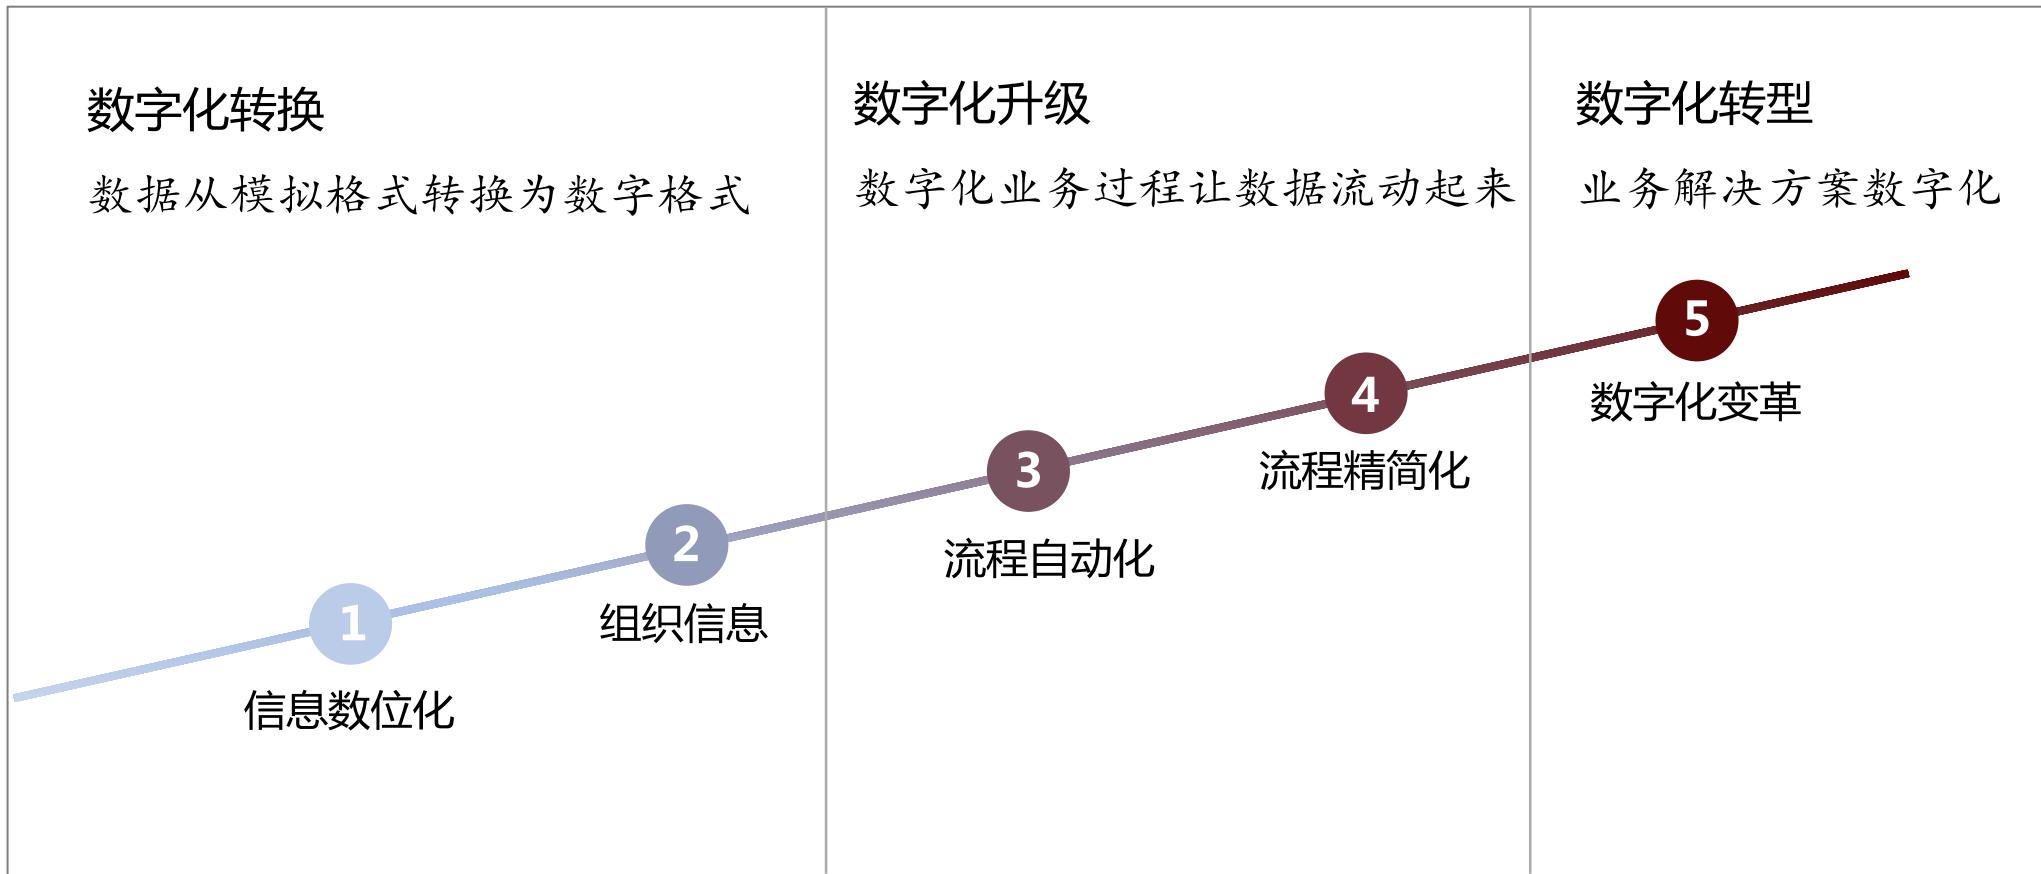 数字化转换
数据从模拟格式转换为数字格式
1
信息数位化
2
组织信息
数字化升级
数字化业务过程让数据流动起来
3
流程自动化
4
流程精简化
数字化转型
业务解决方案数字化
5
数字化变革